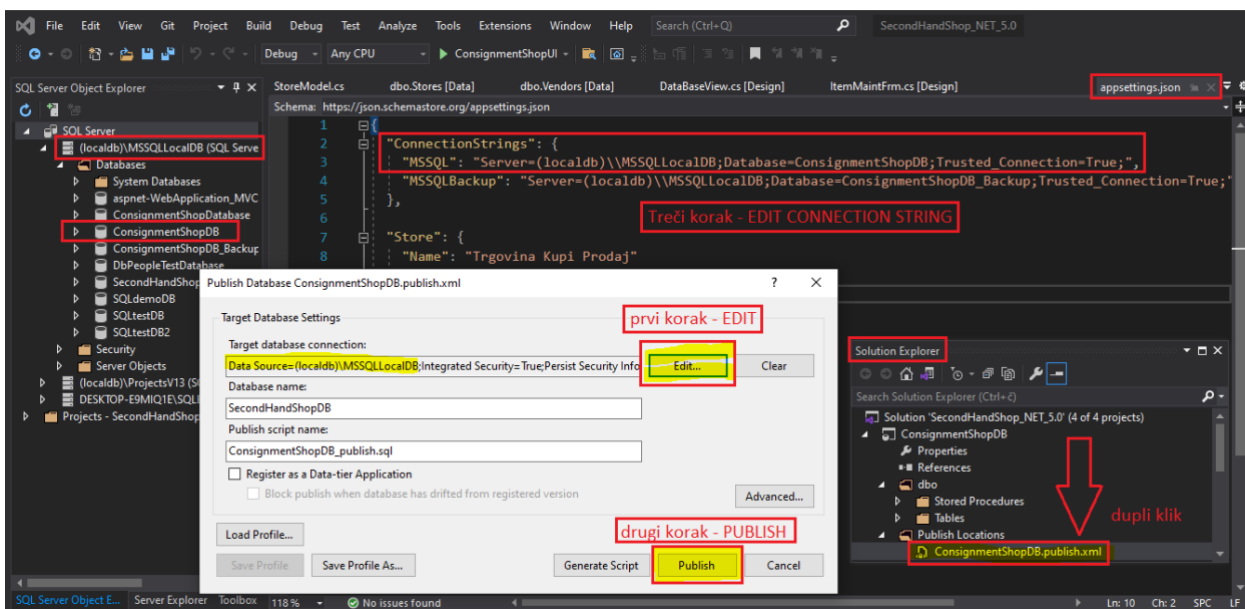 File Edit View Git Project Build Debug Test Analyze Tools Extensions Window Help Search (Ctrl+Q) SecondHandShop_NET_5.0
Debug Any CPU ConsignmentShopUI
SQL Server Object Explorer
StoreModel.cs dbo.Stores [Data] dbo.Vendors [Data] DataBaseView.cs [Design] ItemMaintFrm.cs [Design] appsettings.json
Schema: https://json.schemastore.org/appsettings.json
SQL Server
(localdb)\MSSQLLocalDB (SQL Serve
Databases
System Databases
aspnet-WebApplication_MVC
ConsignmentShopDatabase
ConsignmentShopDB
ConsignmentShopDB_Backup
DbPeopleTestDatabase
SecondHandShop
SQLdemoDB
SQLtestDB
SQLtestDB2
Security
Server Objects
(localdb)\ProjectsV13 (S
DESKTOP-E9MIQ1E\SQL
Projects - SecondHandShop
1 {
2 "ConnectionStrings": {
3 "MSSQL": "Server=(localdb)\\MSSQLLocalDB;Database=ConsignmentShopDB;Trusted_Connection=True;",
4 "MSSQLBackup": "Server=(localdb)\\MSSQLLocalDB;Database=ConsignmentShopDB_Backup;Trusted_Connection=True;"
5 },
6
7 "Store": {
8 "Name": "Trgovina Kupi Prodaj"
Treči korak - EDIT CONNECTION STRING
Publish Database ConsignmentShopDB.publish.xml ?
Target Database Settings
prvi korak - EDIT
Target database connection:
Data Source=(localdb)\MSSQLLocalDB;Integrated Security=True;Persist Security Info Edit... Clear
Database name:
SecondHandShopDB
Publish script name:
ConsignmentShopDB_publish.sql
Register as a Data-tier Application
Block publish when database has drifted from registered version
Advanced...
Load Profile...
drugi korak - PUBLISH
Save Profile Save Profile As... Generate Script Publish Cancel
Solution Explorer
Search Solution Explorer (Ctrl+č)
Solution 'SecondHandShop_NET_5.0' (4 of 4 projects)
ConsignmentShopDB
Properties
References
dbo
Stored Procedures
Tables
Publish Locations
ConsignmentShopDB.publish.xml
dupli klik
SQL Server Object E... Server Explorer Toolbox 118 % No issues found Ln: 10 Ch: 2 SPC LF